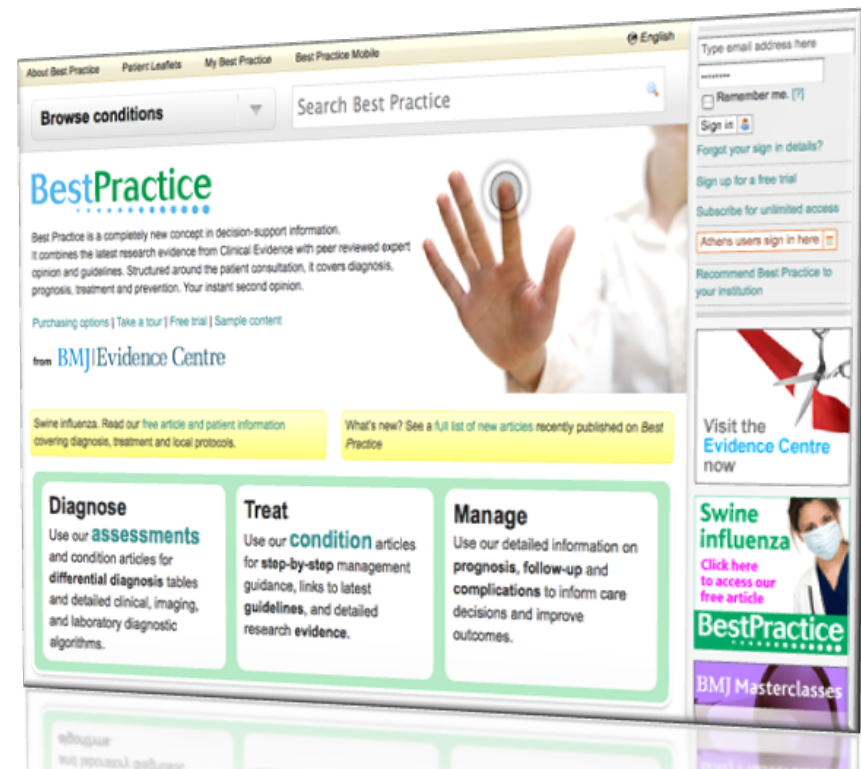 About Best Practice Patient Leaflets My Best Practice Best Practice Mobile English
Browse conditions
Search Best Practice
BestPractice
Best Practice is a completely new concept in decision-support information.
It combines the latest research evidence from Clinical Evidence with peer reviewed expert
opinion and guidelines. Structured around the patient consultation, it covers diagnosis,
prognosis, treatment and prevention. Your instant second opinion.
Purchasing options | Take a tour | Free trial | Sample content
from BMJ|Evidence Centre
Swine influenza. Read our free article and patient information
covering diagnosis, treatment and local protocols.
What's new? See a full list of new articles recently published on Best
Practice
Diagnose
Use our assessments
and condition articles for
differential diagnosis tables
and detailed clinical, imaging,
and laboratory diagnostic
algorithms.
Treat
Use our condition articles
for step-by-step management
guidance, links to latest
guidelines, and detailed
research evidence.
Manage
Use our detailed information on
prognosis, follow-up and
complications to inform care
decisions and improve
outcomes.
Type email address here
••••••••
Remember me. [?]
Sign in
Forgot your sign in details?
Sign up for a free trial
Subscribe for unlimited access
Athens users sign in here
Recommend Best Practice to
your institution
Visit the
Evidence Centre
now
Swine
influenza
Click here
to access our
free article
BestPractice
BMJ Masterclasses